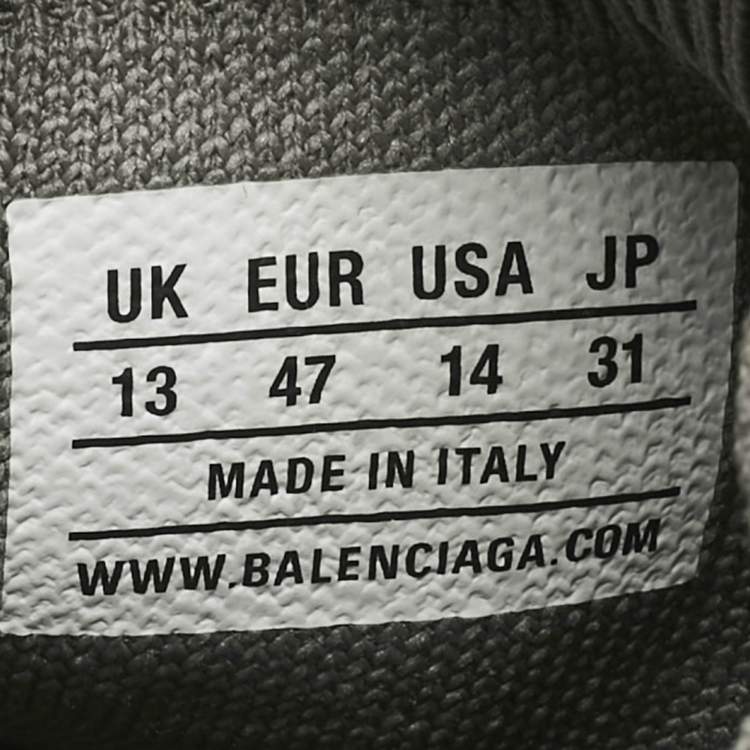 UK EUR USA JP
13 47 14 31
MADE IN ITALY
WWW.BALENCIAGA.COM